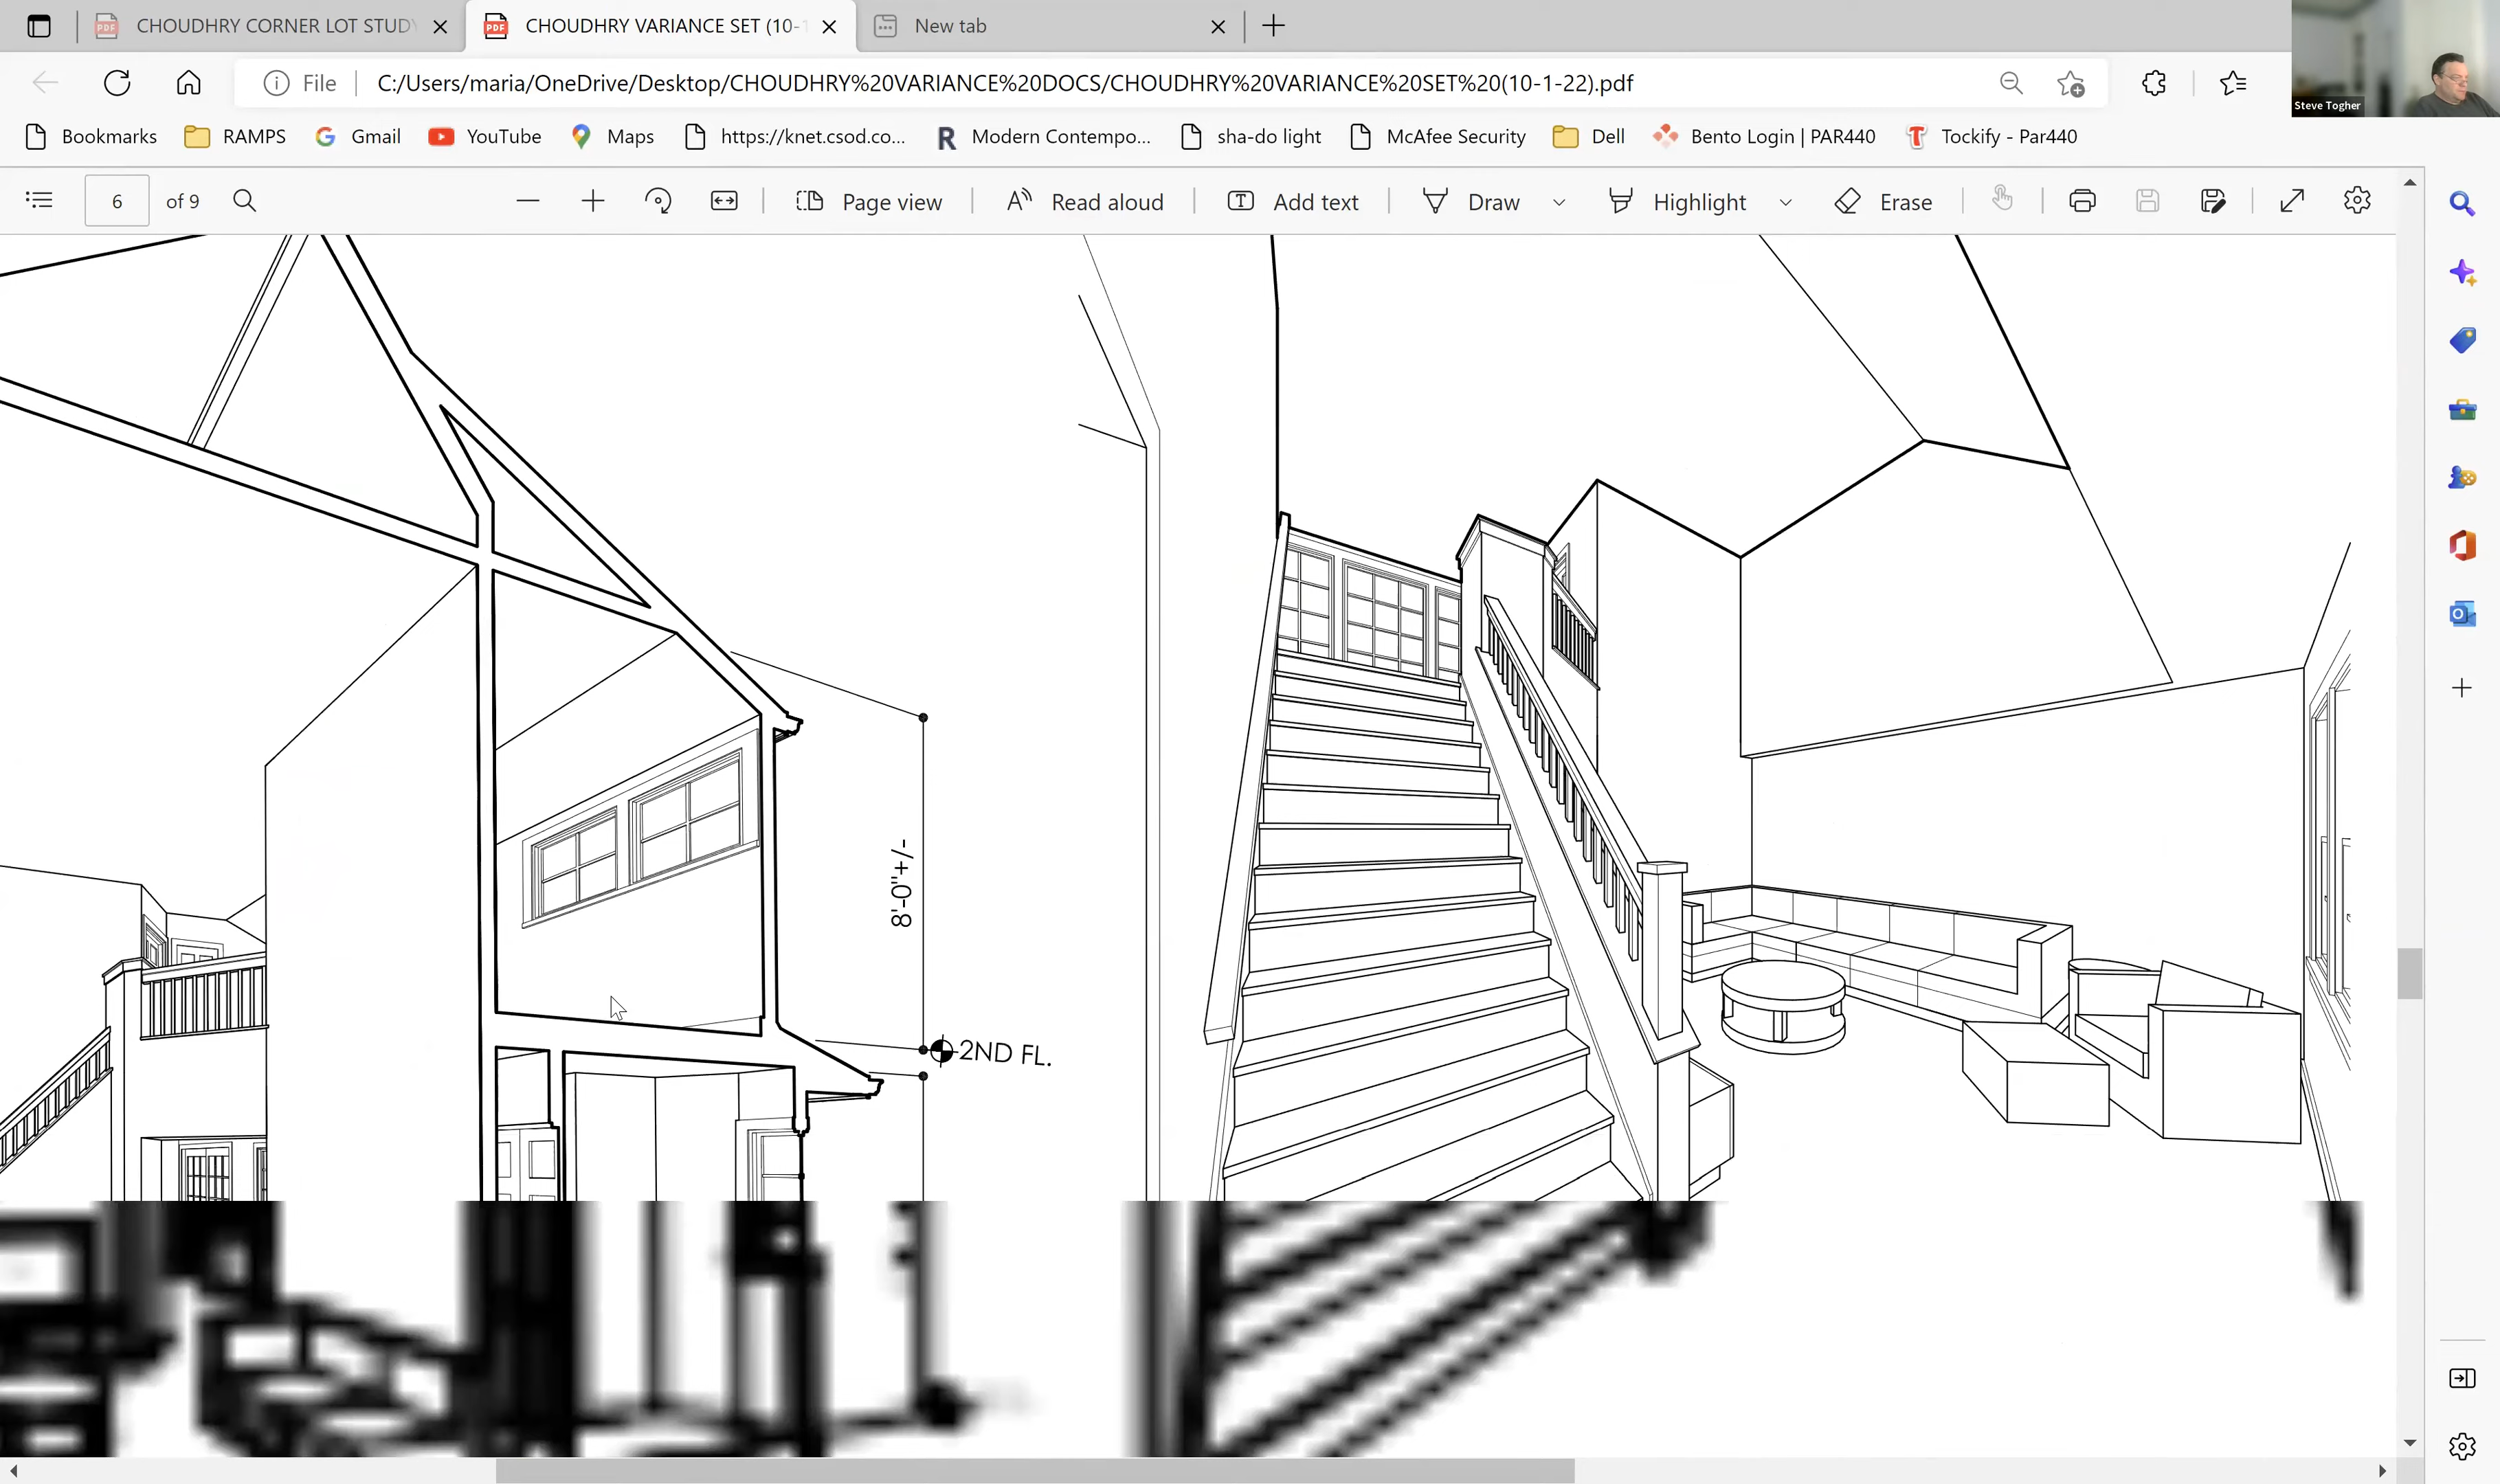 CHOUDHRY CORNER LOT STUDY
CHOUDHRY VARIANCE SET (10-1
New tab
File
C:/Users/maria/OneDrive/Desktop/CHOUDHRY%20VARIANCE%20DOCS/CHOUDHRY%20VARIANCE%20SET%20(10-1-22).pdf
Steve Togher
Bookmarks
RAMPS
Gmail
YouTube
Maps
https://knet.csod.co...
Modern Contempo...
sha-do light
McAfee Security
Dell
Bento Login | PAR440
Tockify - Par440
6 of 9
Page view
Read aloud
Add text
Draw
Highlight
Erase
8'-0"+/-
2ND FL.